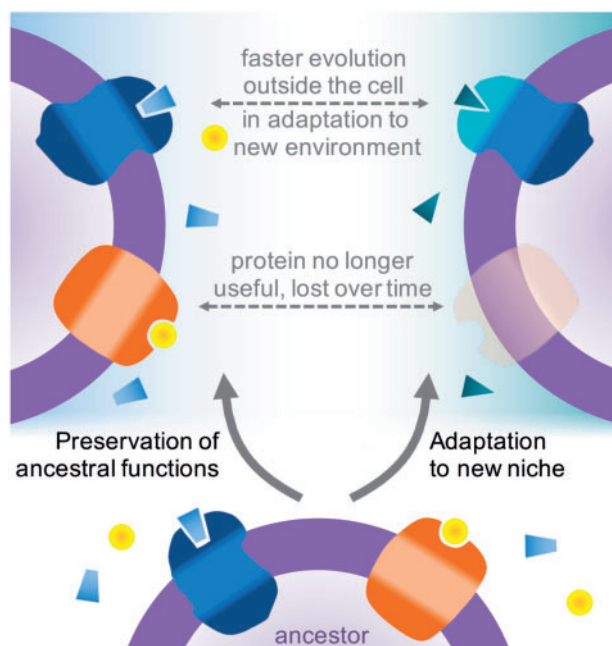 faster evolution
outside the cell
in adaptation to
new environment
protein no longer
useful, lost over time
Preservation of
ancestral functions
Adaptation
to new niche
ancestor